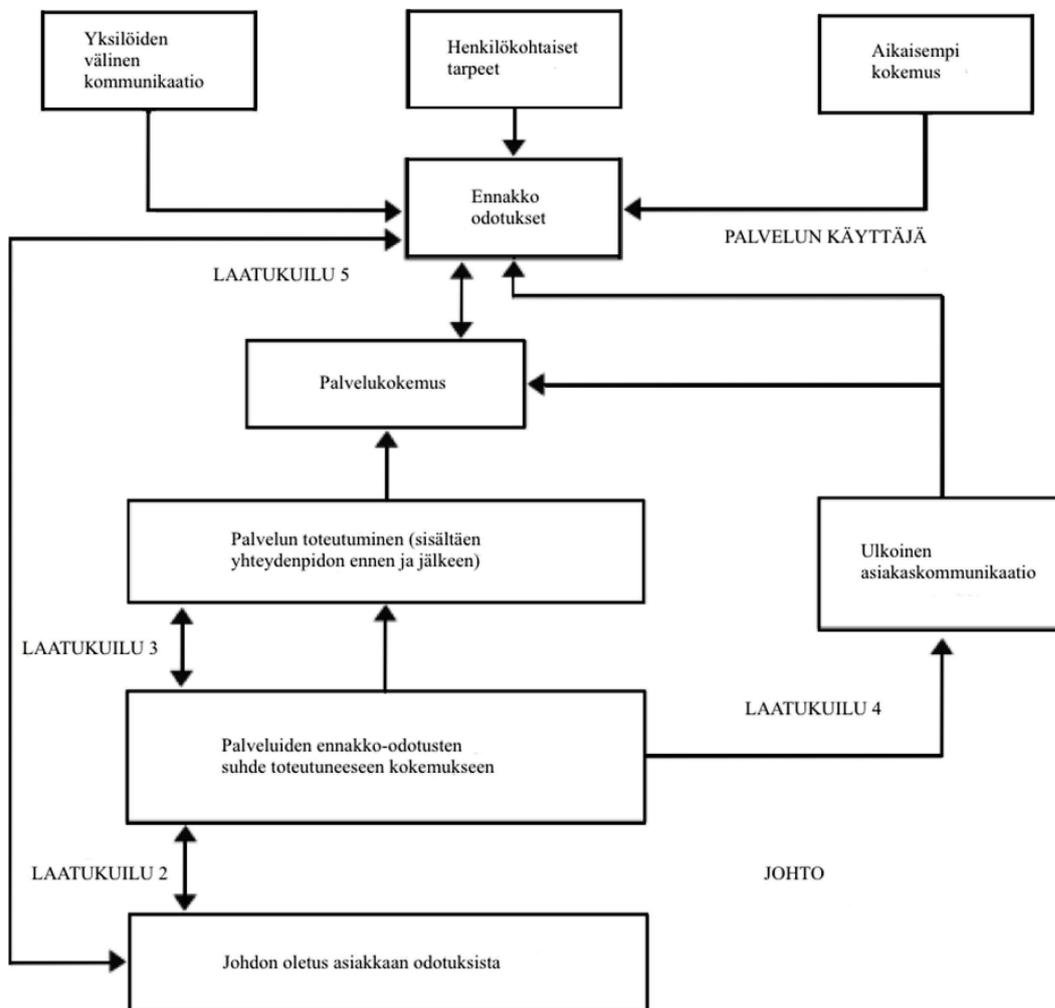 Yksilöiden
välinen
kommunikaatio
Henkilökohtaiset
tarpeet
Aikaisempi
kokemus
Ennakko
odotukset
PALVELUN KÄYTTÄJÄ
LAATUKUILU 5
Palvelukokemus
Palvelun toteutuminen (sisältäen
yhteydenpidon ennen ja jälkeen)
Ulkoinen
asiakaskommunikaatio
LAATUKUILU 3
LAATUKUILU 4
Palveluiden ennakko-odotusten
suhde toteutuneeseen kokemukseen
LAATUKUILU 2
JOHTO
Johdon oletus asiakkaan odotuksista